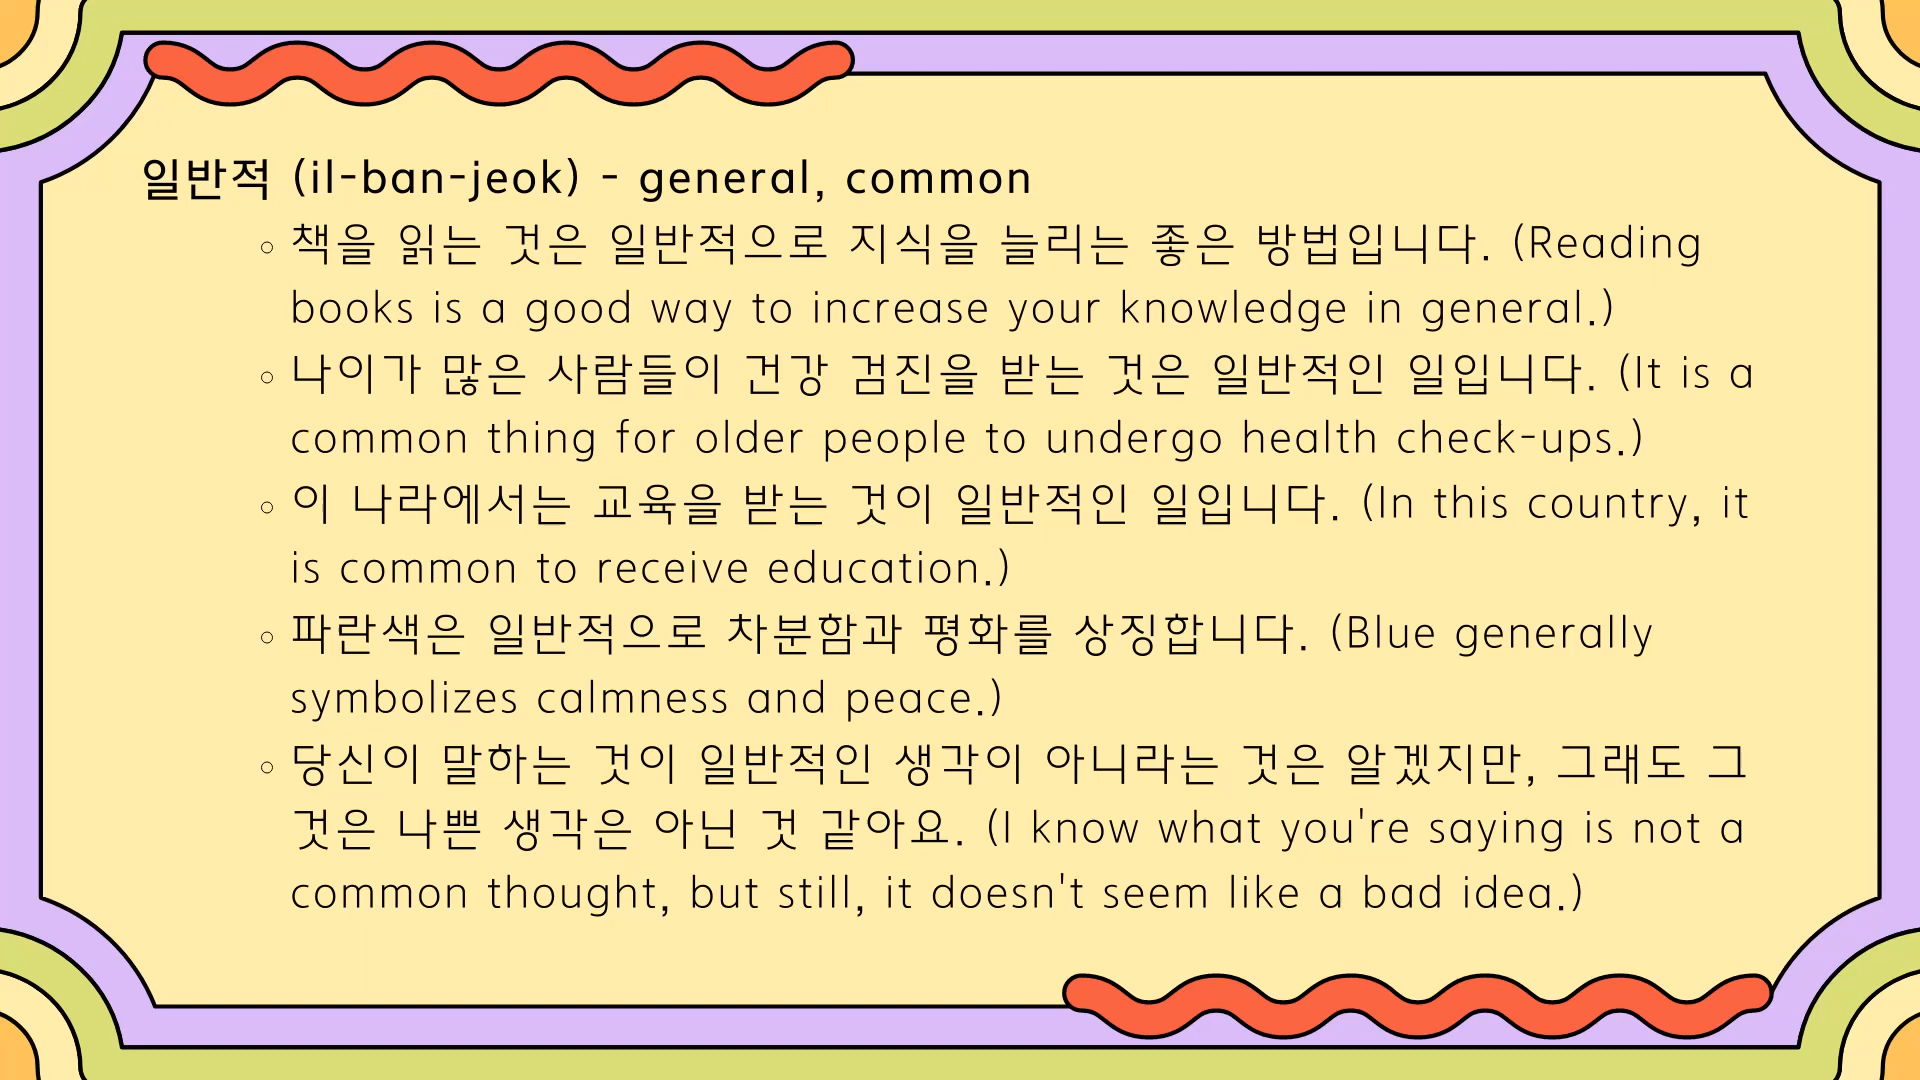 일반적 (il-ban-jeok) - general, common
책을 읽는 것은 일반적으로 지식을 늘리는 좋은 방법입니다. (Reading
books is a good way to increase your knowledge in general.)
나이가 많은 사람들이 건강 검진을 받는 것은 일반적인 일입니다. (It is a
common thing for older people to undergo health check-ups.)
이 나라에서는 교육을 받는 것이 일반적인 일입니다. (In this country, it
is common to receive education.)
파란색은 일반적으로 차분함과 평화를 상징합니다. (Blue generally
symbolizes calmness and peace.)
당신이 말하는 것이 일반적인 생각이 아니라는 것은 알겠지만, 그래도 그
것은 나쁜 생각은 아닌 것 같아요. (I know what you're saying is not a
common thought, but still, it doesn't seem like a bad idea.)